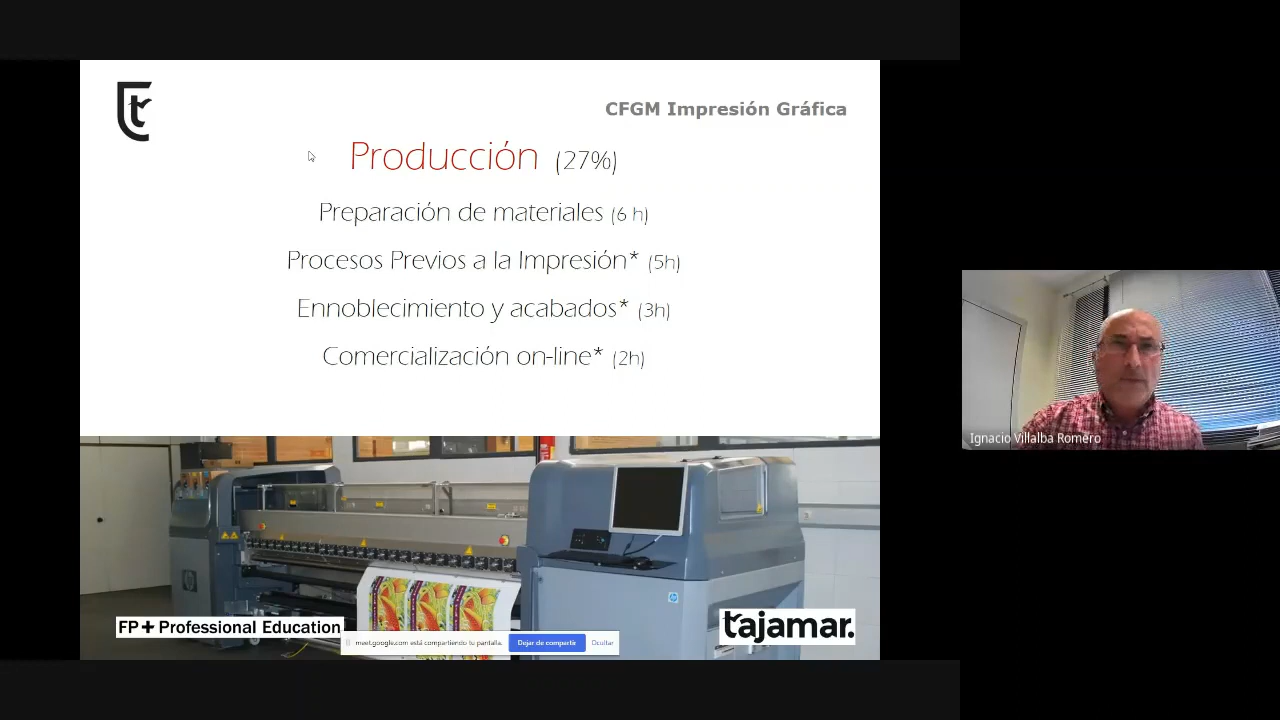 CFGM Impresión Gráfica
Producción (27%)
Preparación de materiales (6 h)
Procesos Previos a la Impresión* (5h)
Ennoblecimiento y acabados* (3h)
Comercialización on-line* (2h)
Ignacio Villalba Romero
FP+ Professional Education
tajamar.
meet.google.com está compartiendo tu pantalla.
Dejar de compartir
Ocultar